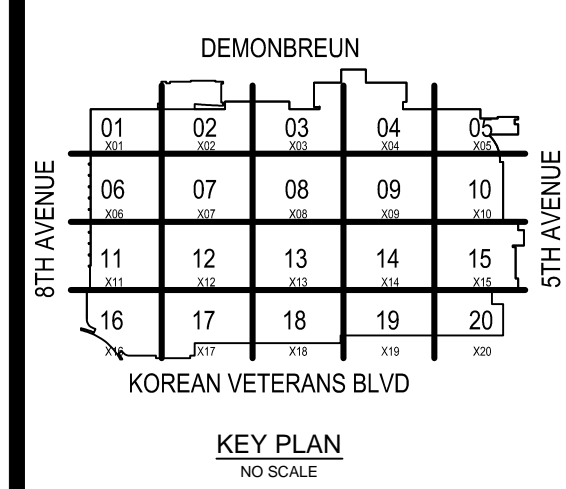 DEMONBREUN
01 02 03 04 05
X01 X02 X03 X04 X05
8TH AVENUE
06 07 08 09 10
X06 X07 X08 X09 X10
5TH AVENUE
11 12 13 14 15
X11 X12 X13 X14 X15
16 17 18 19 20
X16 X17 X18 X19 X20
KOREAN VETERANS BLVD
KEY PLAN
NO SCALE